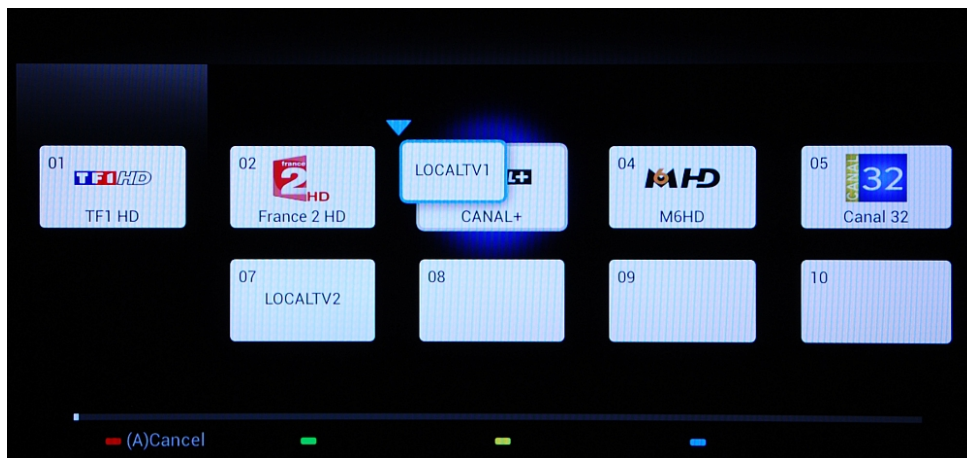 01
TF1 HD
TF1 HD
02
france
2 HD
France 2 HD
LOCALTV1
L+
CANAL+
04
M6 HD
M6HD
05
CANAL 32
Canal 32
07
LOCALTV2
08
09
10
(A)Cancel